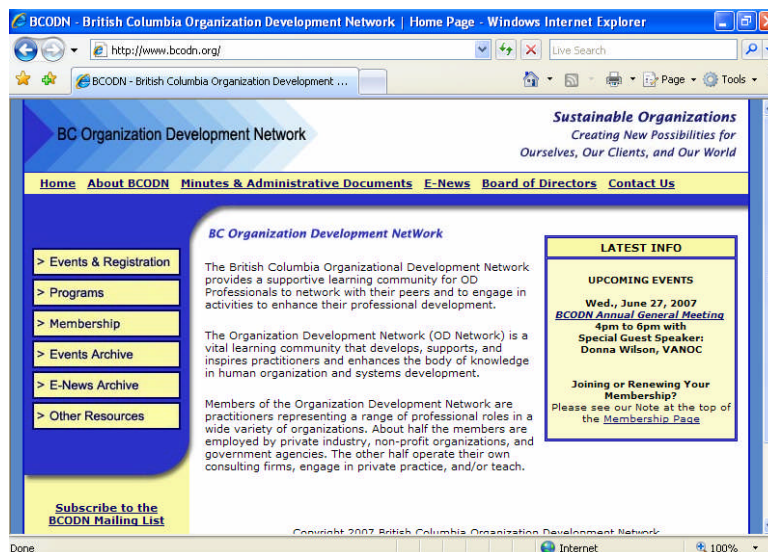 BCODN - British Columbia Organization Development Network | Home Page - Windows Internet Explorer
http://www.bcodn.org/
Live Search
BCODN - British Columbia Organization Development ...
Page
Tools
BC Organization Development Network
Sustainable Organizations
Creating New Possibilities for
Ourselves, Our Clients, and Our World
Home About BCODN Minutes & Administrative Documents E-News Board of Directors Contact Us
> Events & Registration
> Programs
> Membership
> Events Archive
> E-News Archive
> Other Resources
Subscribe to the
BCODN Mailing List
BC Organization Development NetWork
The British Columbia Organizational Development Network
provides a supportive learning community for OD
Professionals to network with their peers and to engage in
activities to enhance their professional development.
The Organization Development Network (OD Network) is a
vital learning community that develops, supports, and
inspires practitioners and enhances the body of knowledge
in human organization and systems development.
Members of the Organization Development Network are
practitioners representing a range of professional roles in a
wide variety of organizations. About half the members are
employed by private industry, non-profit organizations, and
government agencies. The other half operate their own
consulting firms, engage in private practice, and/or teach.
LATEST INFO
UPCOMING EVENTS
Wed., June 27, 2007
BCODN Annual General Meeting
4pm to 6pm with
Special Guest Speaker:
Donna Wilson, VANOC
Joining or Renewing Your
Membership?
Please see our Note at the top of
the Membership Page
Copyright 2007 British Columbia Organization Development Network
Done
Internet
100%